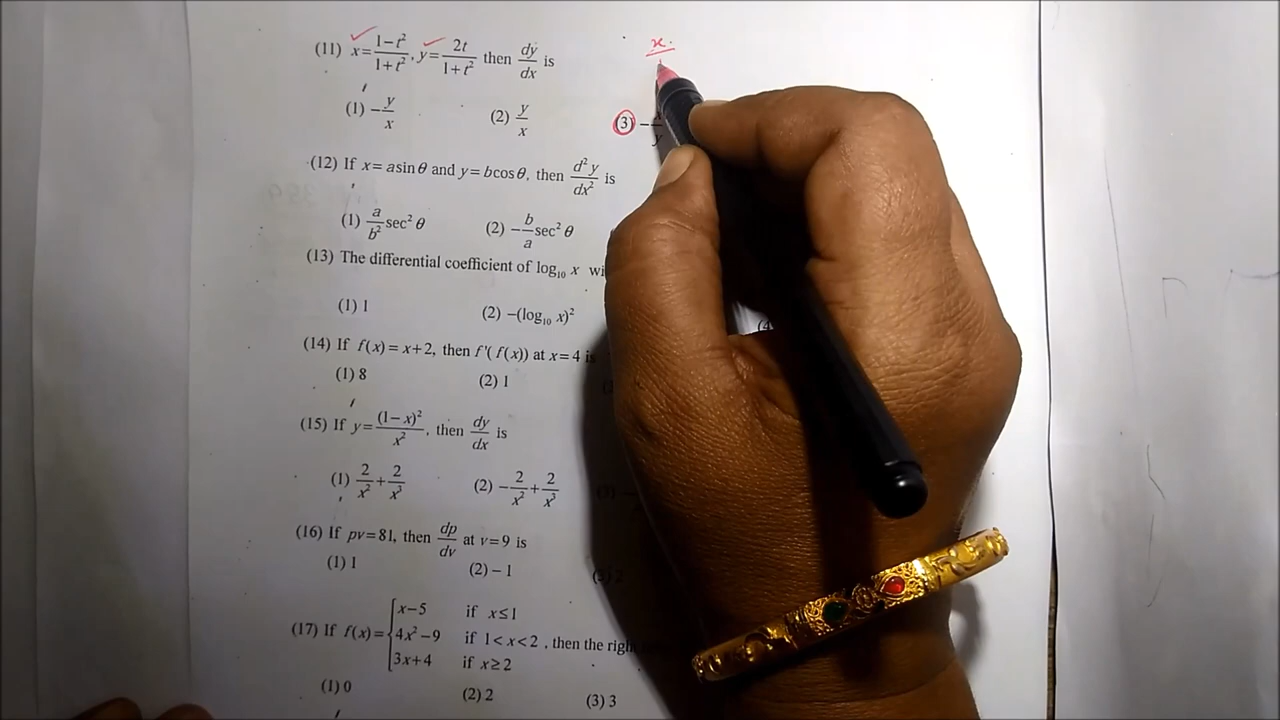 x.
(11) x = 1−t² / 1+t² , y = 2t / 1+t² then dy/dx is
(1) −y/x (2) y/x (3) −x/y
(12) If x = a sin θ and y = b cos θ, then d²y/dx² is
(1) a/b² sec² θ (2) −b/a sec² θ
(13) The differential coefficient of log₁₀ x
(1) 1 (2) −(log₁₀ x)²
(14) If f(x) = x+2, then f'(f(x)) at x = 4 is
(1) 8 (2) 1
(15) If y = (1−x)² / x², then dy/dx is
(1) 2/x² + 2/x³ (2) −2/x² + 2/x³
(16) If pv = 81, then dp/dv at v = 9 is
(1) 1 (2) −1 (3) 2
(17) If f(x) = { x−5 if x ≤ 1
4x²−9 if 1 < x < 2 , then the right
3x+4 if x ≥ 2
(1) 0 (2) 2 (3) 3